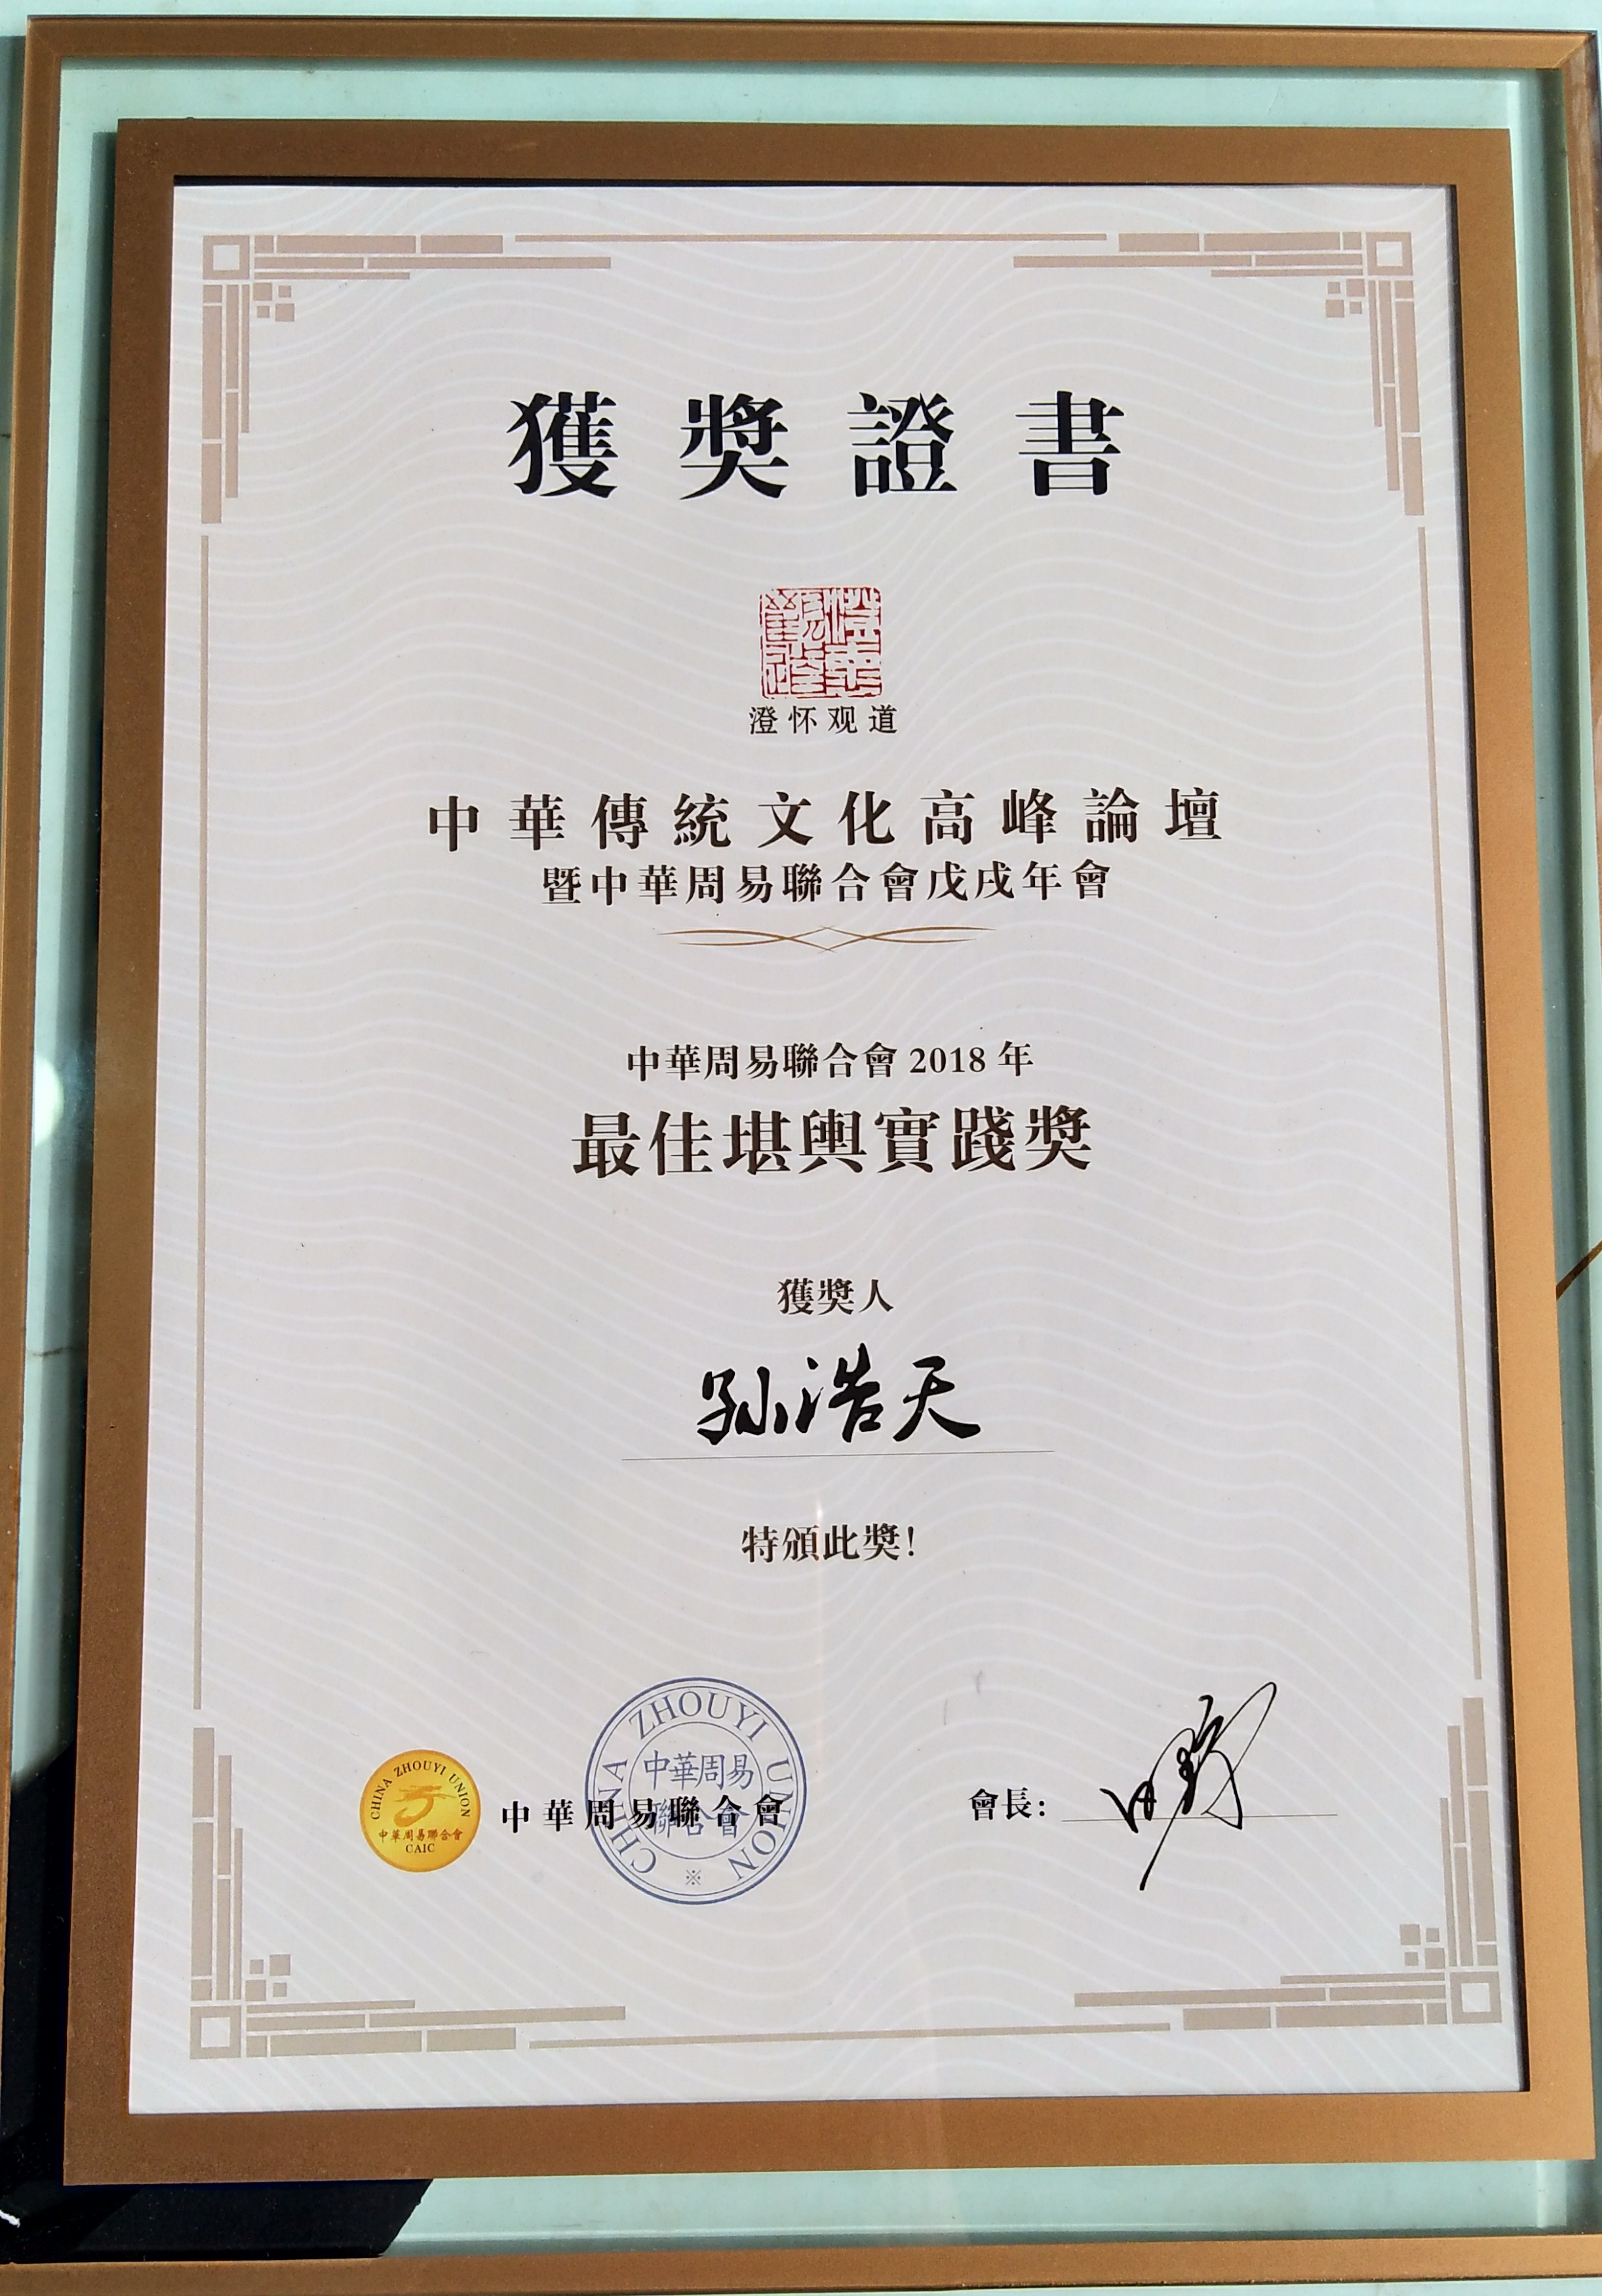 獲獎證書
澄怀观道
中華傳統文化高峰論壇
暨中華周易聯合會戊戌年會
中華周易聯合會 2018 年
最佳堪輿實踐獎
獲獎人
孙浩天
特頒此獎!
CHINA ZHOUYI UNION
中華周易聯合會
CAIC
中華周易聯合會
CHINA ZHOUYI UNION
中華周易
聯合會
※
會長: